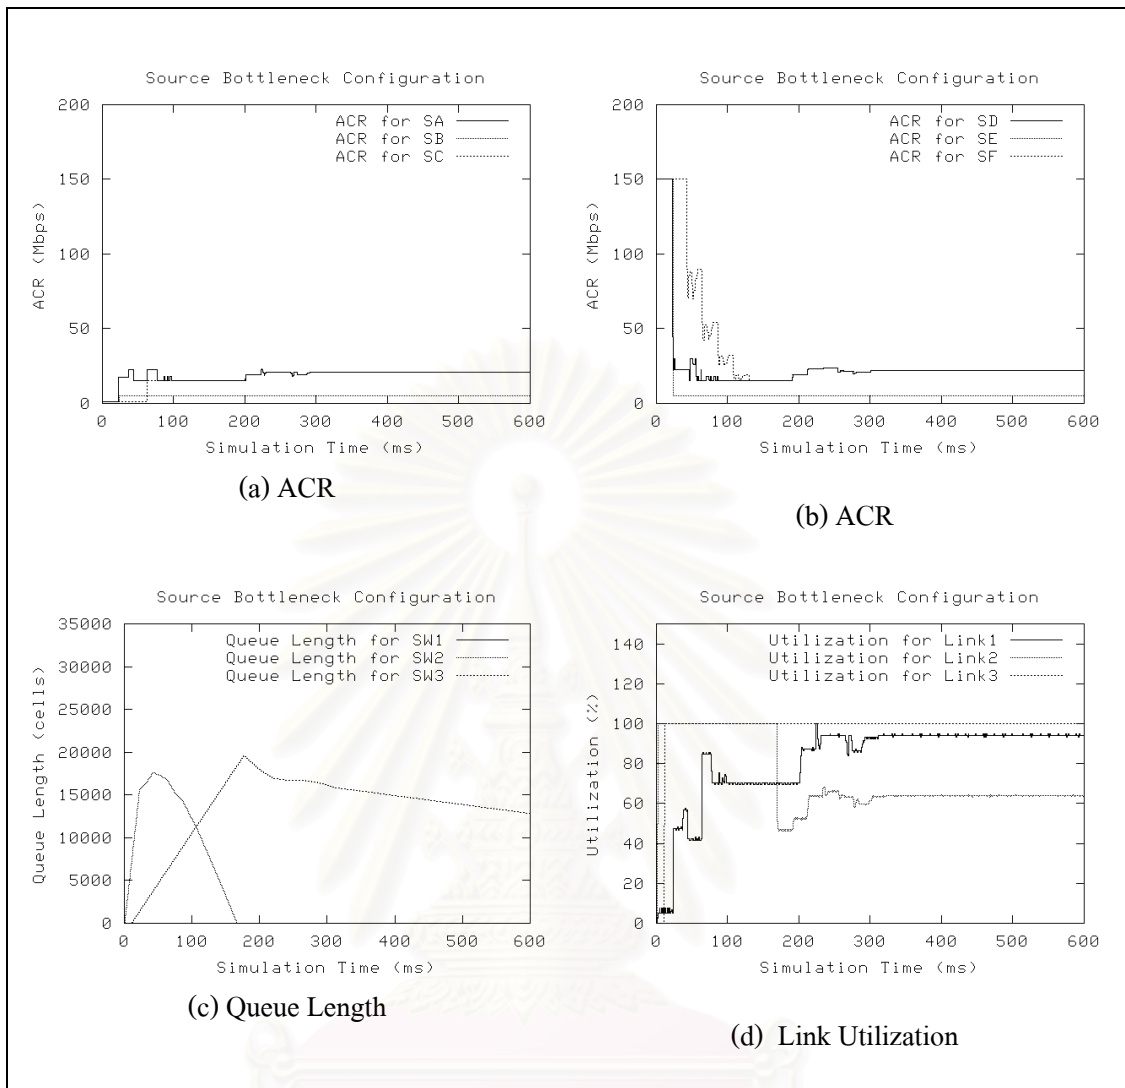 Source Bottleneck Configuration
200
150
100
50
0
ACR (Mbps)
ACR for SA
ACR for SB
ACR for SC
0 100 200 300 400 500 600
Simulation Time (ms)
(a) ACR
Source Bottleneck Configuration
200
150
100
50
0
ACR (Mbps)
ACR for SD
ACR for SE
ACR for SF
0 100 200 300 400 500 600
Simulation Time (ms)
(b) ACR
Source Bottleneck Configuration
35000
30000
25000
20000
15000
10000
5000
0
Queue Length (cells)
Queue Length for SW1
Queue Length for SW2
Queue Length for SW3
0 100 200 300 400 500 600
Simulation Time (ms)
(c) Queue Length
Source Bottleneck Configuration
140
120
100
80
60
40
20
0
Utilization (%)
Utilization for Link1
Utilization for Link2
Utilization for Link3
0 100 200 300 400 500 600
Simulation Time (ms)
(d) Link Utilization